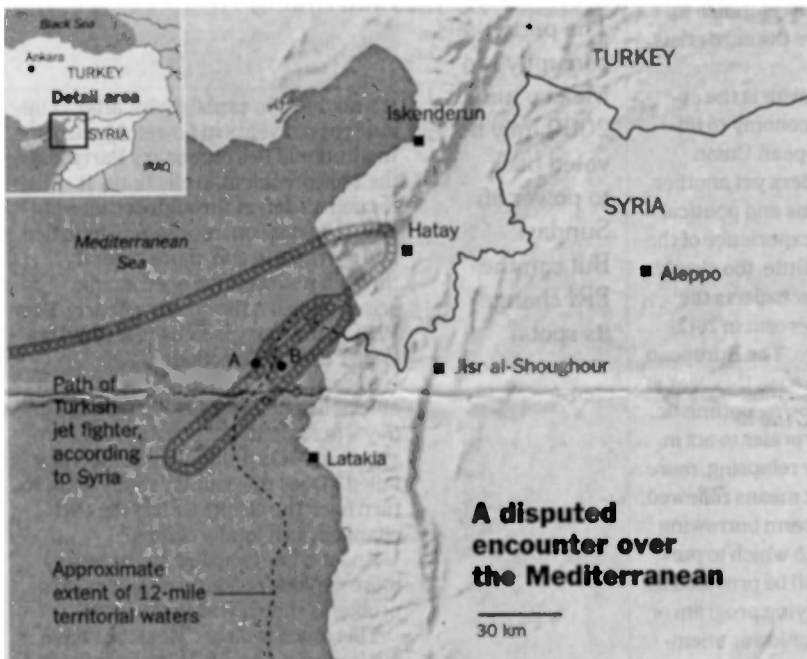 Black Sea
Ankara
TURKEY
Detail area
SYRIA
IRAQ
TURKEY
Iskenderun
SYRIA
Mediterranean
Sea
Hatay
Aleppo
A
B
Jisr al-Shoughour
Path of
Turkish
jet fighter,
according
to Syria
Latakia
A disputed
encounter over
the Mediterranean
Approximate
extent of 12-mile
territorial waters
30 km